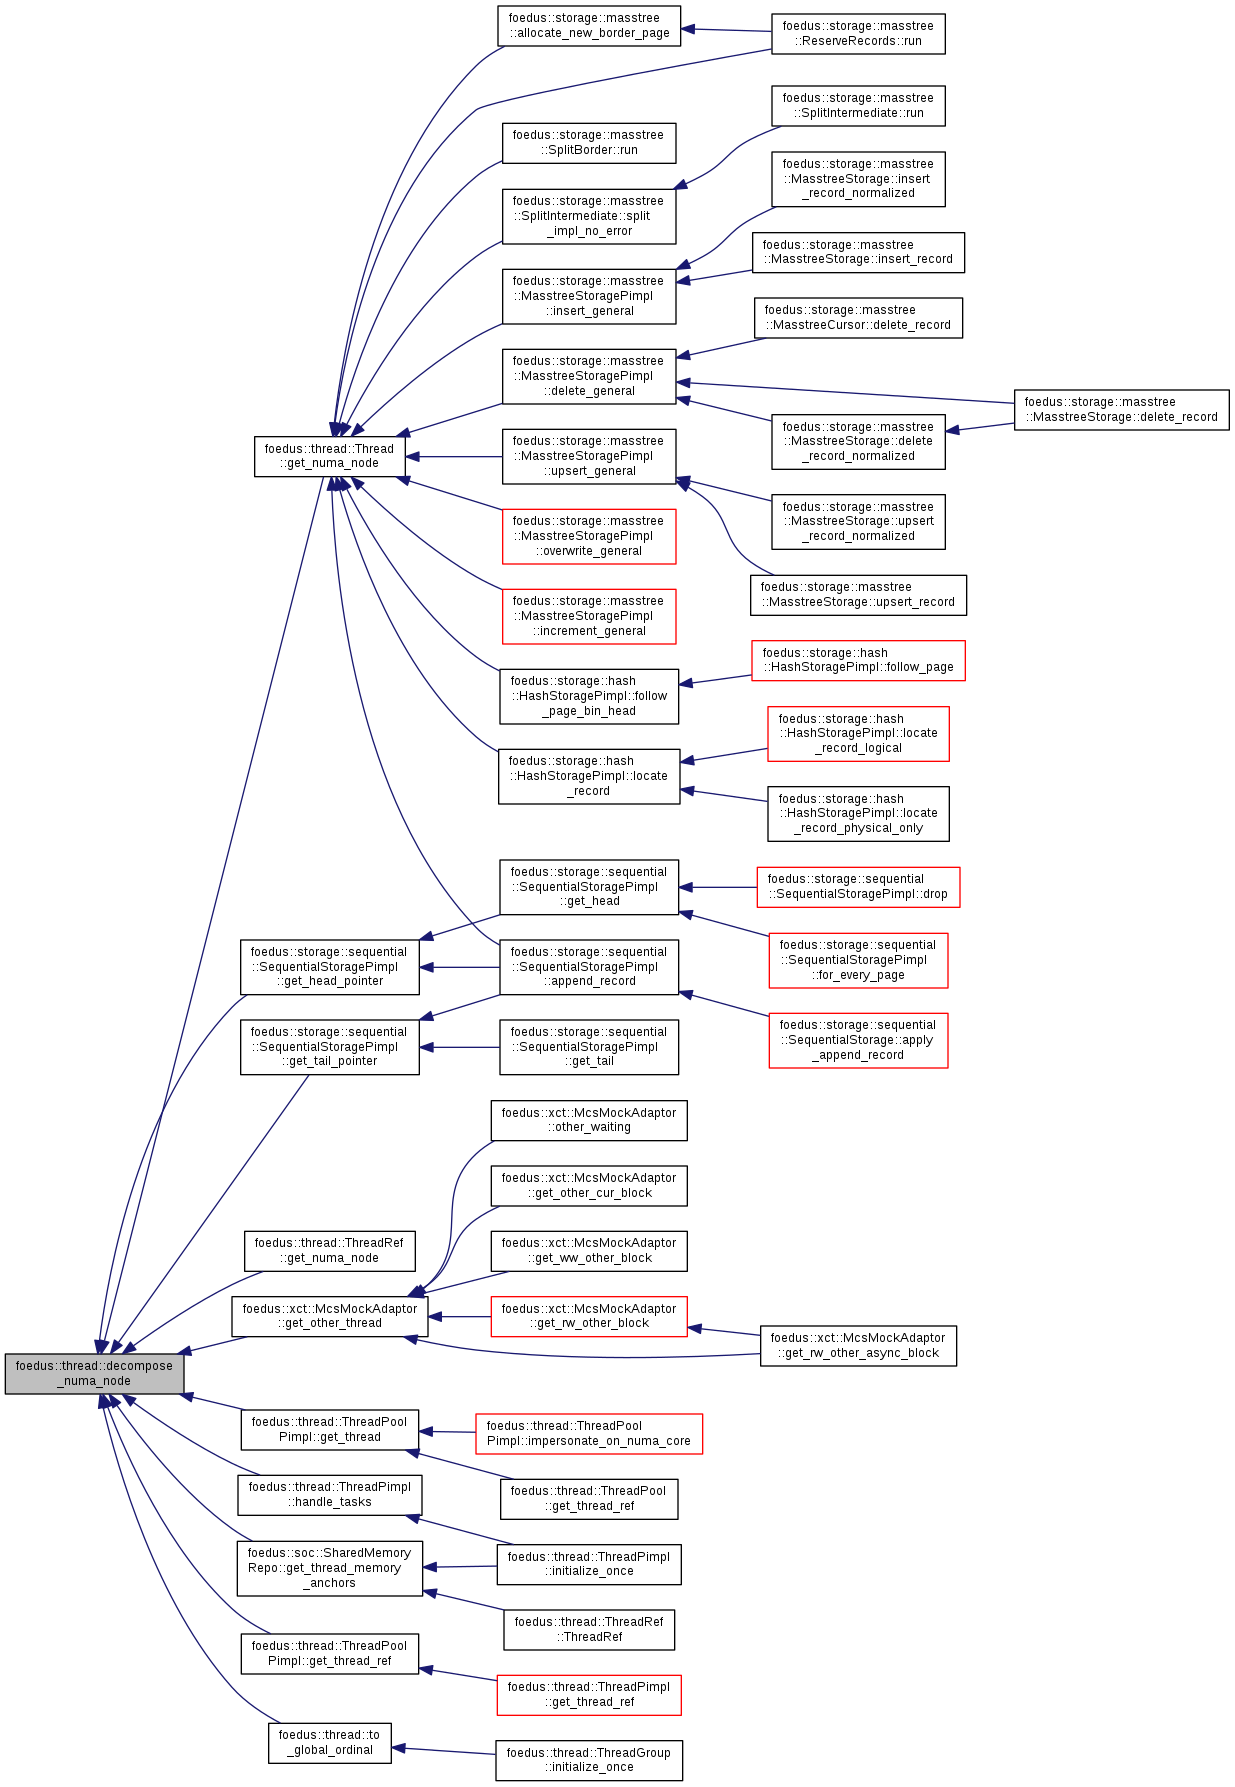 foedus::storage::masstree
::allocate_new_border_page
foedus::storage::masstree
::ReserveRecords::run
foedus::storage::masstree
::SplitIntermediate::run
foedus::storage::masstree
::SplitBorder::run
foedus::storage::masstree
::MasstreeStorage::insert
_record_normalized
foedus::storage::masstree
::SplitIntermediate::split
_impl_no_error
foedus::storage::masstree
::MasstreeStorage::insert_record
foedus::storage::masstree
::MasstreeStoragePimpl
::insert_general
foedus::storage::masstree
::MasstreeCursor::delete_record
foedus::storage::masstree
::MasstreeStoragePimpl
::delete_general
foedus::storage::masstree
::MasstreeStorage::delete_record
foedus::storage::masstree
::MasstreeStorage::delete
_record_normalized
foedus::thread::Thread
::get_numa_node
foedus::storage::masstree
::MasstreeStoragePimpl
::upsert_general
foedus::storage::masstree
::MasstreeStorage::upsert
_record_normalized
foedus::storage::masstree
::MasstreeStoragePimpl
::overwrite_general
foedus::storage::masstree
::MasstreeStorage::upsert_record
foedus::storage::masstree
::MasstreeStoragePimpl
::increment_general
foedus::storage::hash
::HashStoragePimpl::follow_page
foedus::storage::hash
::HashStoragePimpl::follow
_page_bin_head
foedus::storage::hash
::HashStoragePimpl::locate
_record_logical
foedus::storage::hash
::HashStoragePimpl::locate
_record
foedus::storage::hash
::HashStoragePimpl::locate
_record_physical_only
foedus::storage::sequential
::SequentialStoragePimpl
::get_head
foedus::storage::sequential
::SequentialStoragePimpl::drop
foedus::storage::sequential
::SequentialStoragePimpl
::for_every_page
foedus::storage::sequential
::SequentialStoragePimpl
::get_head_pointer
foedus::storage::sequential
::SequentialStoragePimpl
::append_record
foedus::storage::sequential
::SequentialStorage::apply
_append_record
foedus::storage::sequential
::SequentialStoragePimpl
::get_tail_pointer
foedus::storage::sequential
::SequentialStoragePimpl
::get_tail
foedus::xct::McsMockAdaptor
::other_waiting
foedus::xct::McsMockAdaptor
::get_other_cur_block
foedus::thread::ThreadRef
::get_numa_node
foedus::xct::McsMockAdaptor
::get_ww_other_block
foedus::xct::McsMockAdaptor
::get_other_thread
foedus::xct::McsMockAdaptor
::get_rw_other_block
foedus::xct::McsMockAdaptor
::get_rw_other_async_block
foedus::thread::decompose
_numa_node
foedus::thread::ThreadPool
Pimpl::get_thread
foedus::thread::ThreadPool
Pimpl::impersonate_on_numa_core
foedus::thread::ThreadPimpl
::handle_tasks
foedus::thread::ThreadPool
::get_thread_ref
foedus::soc::SharedMemory
Repo::get_thread_memory
_anchors
foedus::thread::ThreadPimpl
::initialize_once
foedus::thread::ThreadRef
::ThreadRef
foedus::thread::ThreadPool
Pimpl::get_thread_ref
foedus::thread::ThreadPimpl
::get_thread_ref
foedus::thread::to
_global_ordinal
foedus::thread::ThreadGroup
::initialize_once